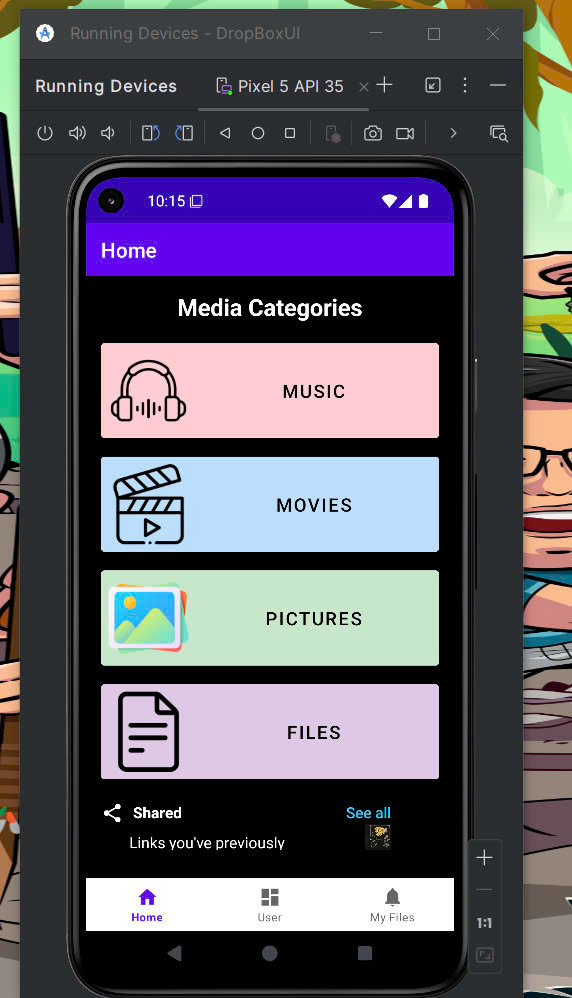 Running Devices - DropBoxUI
Running Devices
Pixel 5 API 35
10:15
Home
Media Categories
MUSIC
MOVIES
PICTURES
FILES
Shared
See all
Links you've previously
Home
User
My Files
1:1